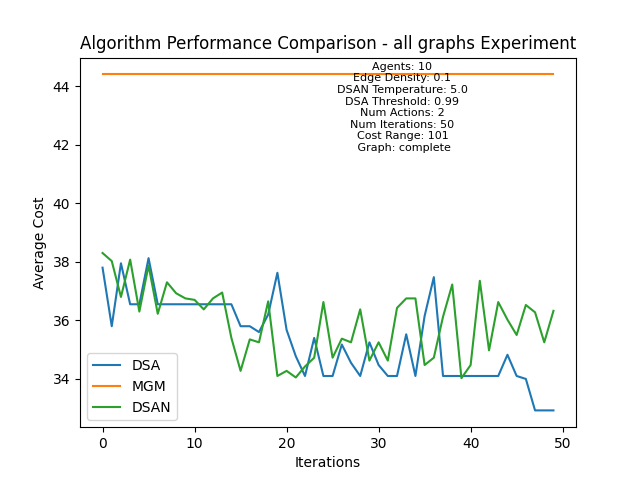 Algorithm Performance Comparison - all graphs Experiment
Agents: 10
Edge Density: 0.1
DSAN Temperature: 5.0
DSA Threshold: 0.99
Num Actions: 2
Num Iterations: 50
Cost Range: 101
Graph: complete
Average Cost
44
42
40
38
36
34
DSA
MGM
DSAN
0
10
20
30
40
50
Iterations